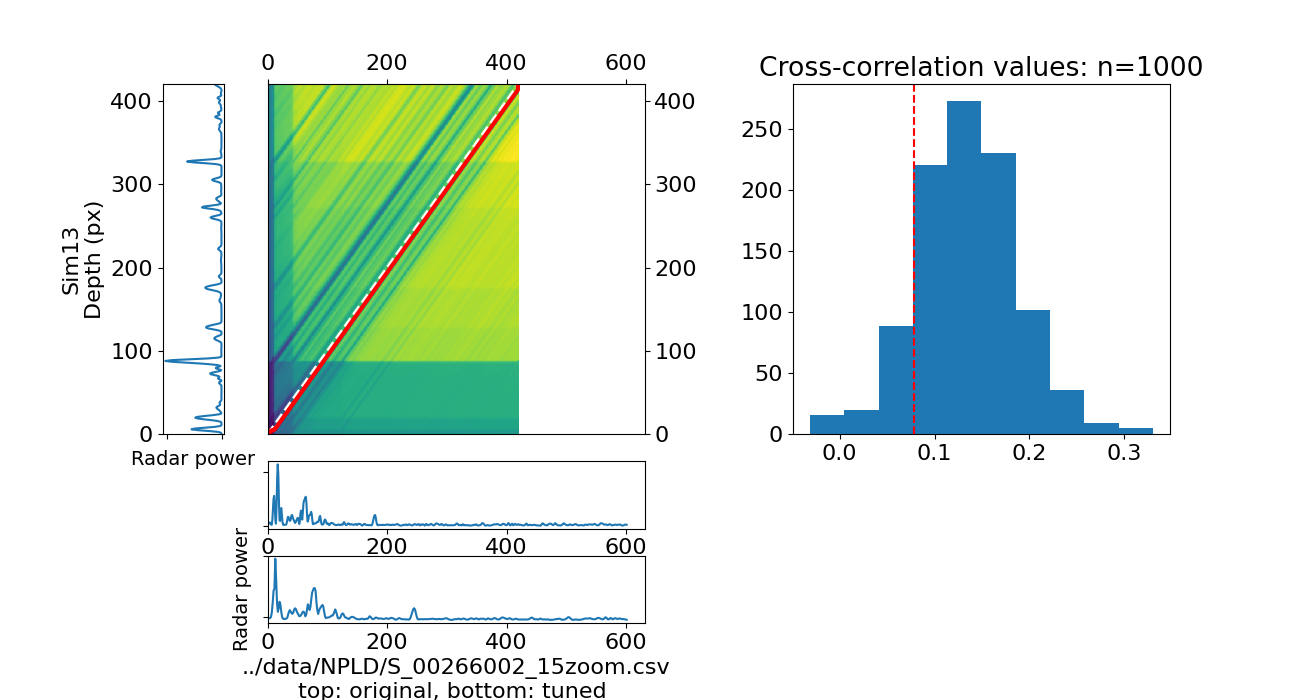 Cross-correlation values: n=1000
0 200 400 600
400 300 200 100 0
Sim13
Depth (px)
400 300 200 100 0
250 200 150 100 50 0
0.0 0.1 0.2 0.3
Radar power
0 200 400 600
Radar power
0 200 400 600
../data/NPLD/S_00266002_15zoom.csv
top: original, bottom: tuned